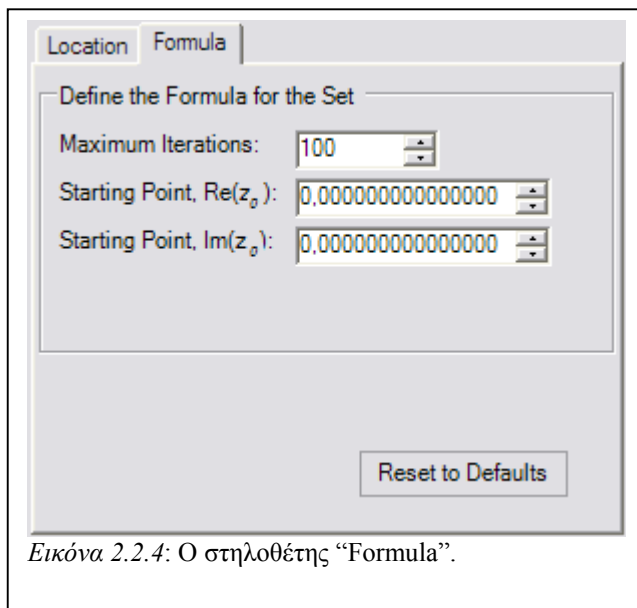 Location Formula
Define the Formula for the Set
Maximum Iterations: 100
Starting Point, Re(z₀): 0,000000000000000
Starting Point, Im(z₀): 0,000000000000000
Reset to Defaults
Εικόνα 2.2.4: Ο στηλοθέτης “Formula”.